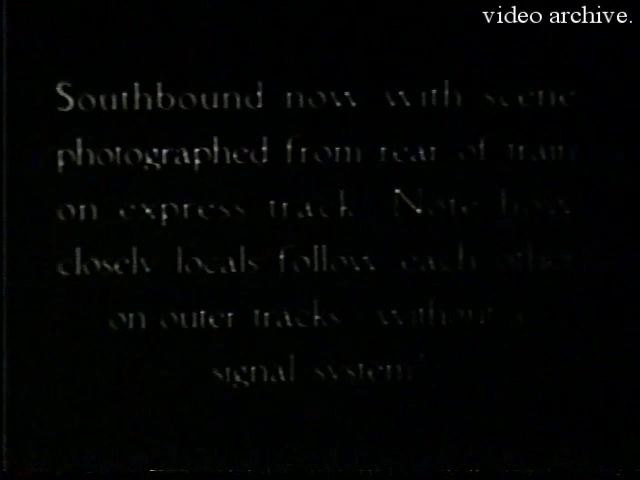 video archive.
Southbound now with scene
photographed from rear of train
on express track. Note how
closely locals follow each other
on outer tracks - without a
signal system!